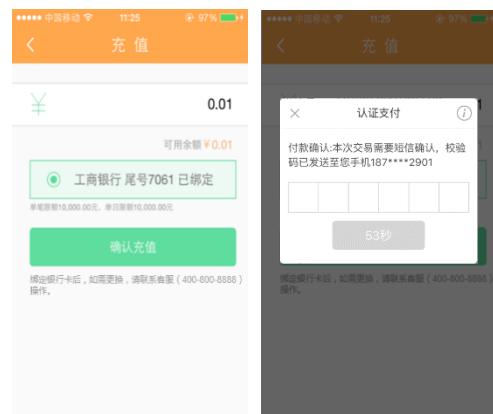 中国移动 11:25 97%
充 值
¥ 0.01
可用余额 ¥ 0.01
工商银行 尾号7061 已绑定
单笔限额10,000.00元，单日限额10,000.00元
确认充值
绑定银行卡后，如需更换，请联系客服（400-800-8888）
操作。
中国移动 11:25 97%
充 值
认证支付
付款确认:本次交易需要短信确认，校验
码已发送至您手机187****2901
53秒
绑定银行卡后，如需更换，请联系客服（400-800-8888）
操作。